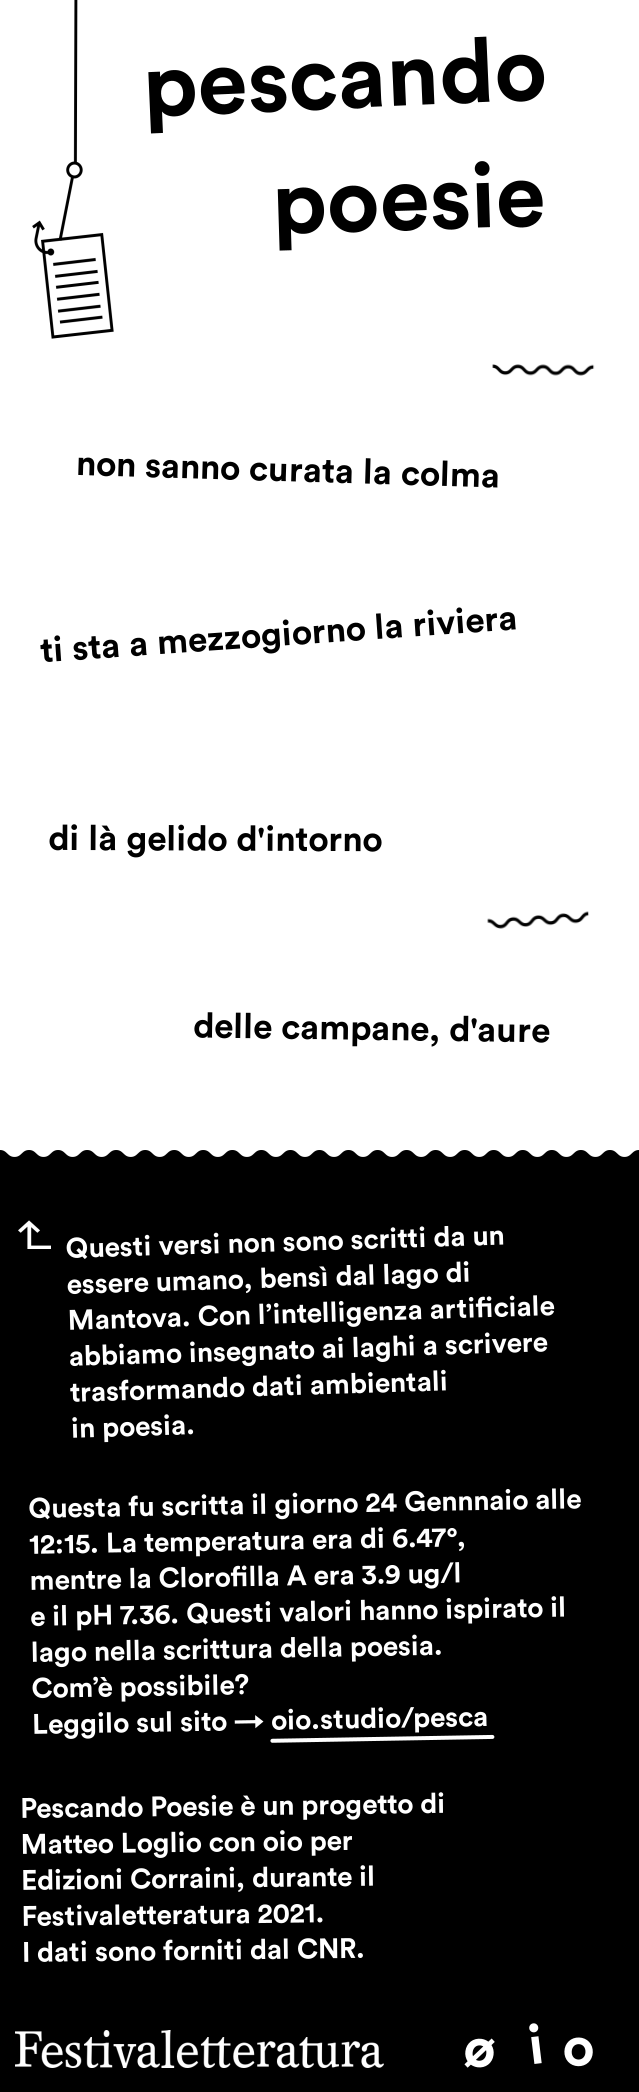 pescando
poesie
non sanno curata la colma
ti sta a mezzogiorno la riviera
di là gelido d'intorno
delle campane, d'aure
Questi versi non sono scritti da un
essere umano, bensì dal lago di
Mantova. Con l’intelligenza artificiale
abbiamo insegnato ai laghi a scrivere
trasformando dati ambientali
in poesia.
Questa fu scritta il giorno 24 Gennnaio alle
12:15. La temperatura era di 6.47°,
mentre la Clorofilla A era 3.9 ug/l
e il pH 7.36. Questi valori hanno ispirato il
lago nella scrittura della poesia.
Com’è possibile?
Leggilo sul sito → oio.studio/pesca
Pescando Poesie è un progetto di
Matteo Loglio con oio per
Edizioni Corraini, durante il
Festivaletteratura 2021.
I dati sono forniti dal CNR.
Festivaletteratura ø i o